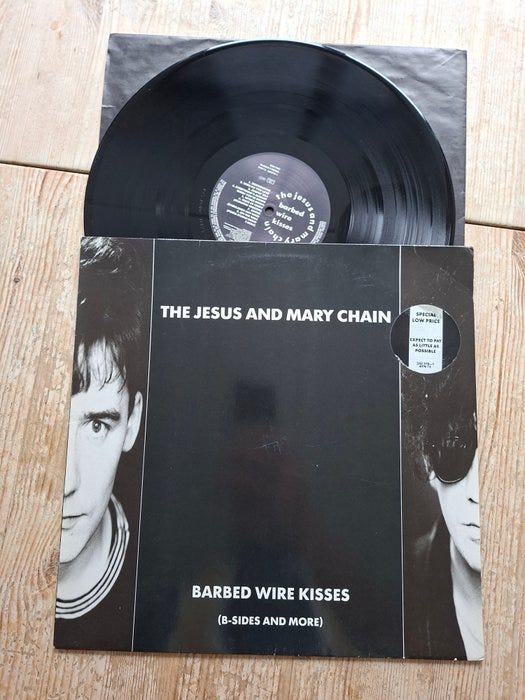 the jesus and mary chain
barbed
wire
kisses
THE JESUS AND MARY CHAIN
SPECIAL
LOW PRICE
EXPECT TO PAY
AS LITTLE AS
POSSIBLE
BARBED WIRE KISSES
(B-SIDES AND MORE)